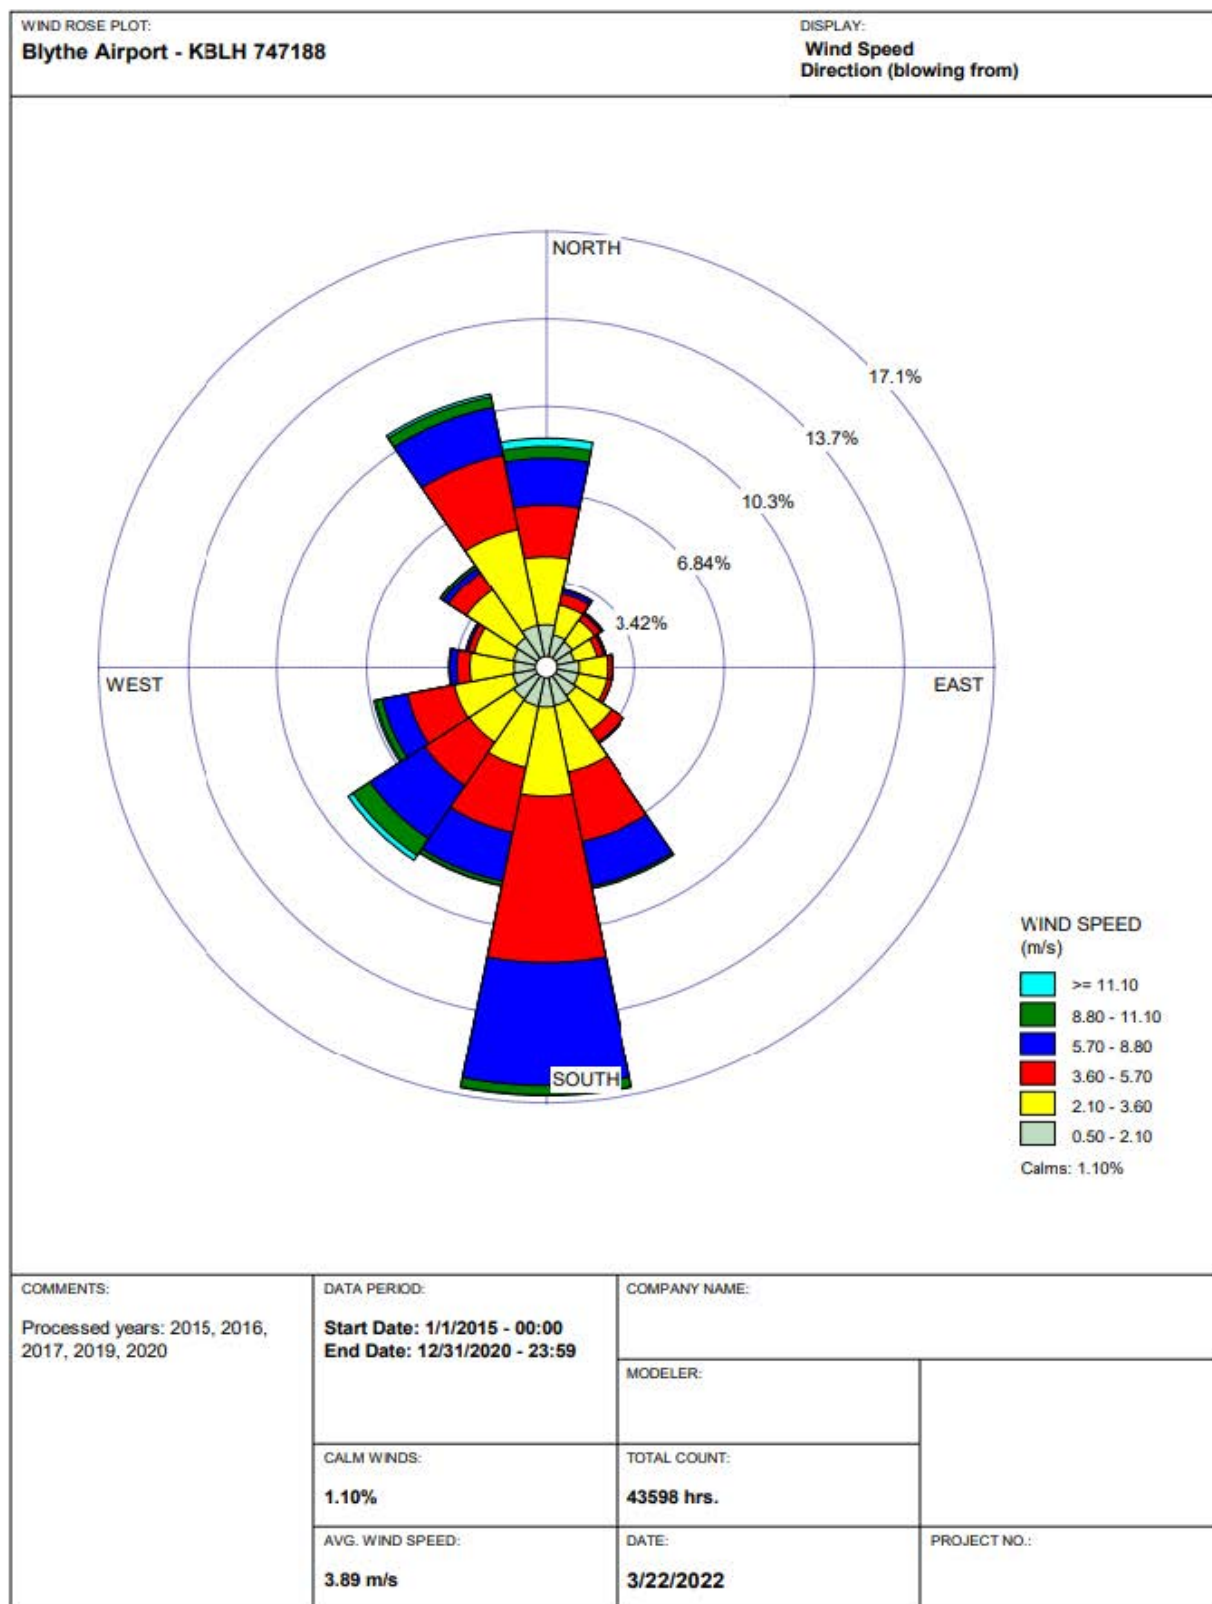 WIND ROSE PLOT:
Blythe Airport - KBLH 747188
DISPLAY:
Wind Speed
Direction (blowing from)
NORTH
17.1%
13.7%
10.3%
6.84%
3.42%
WEST
EAST
SOUTH
WIND SPEED
(m/s)
>= 11.10
8.80 - 11.10
5.70 - 8.80
3.60 - 5.70
2.10 - 3.60
0.50 - 2.10
Calms: 1.10%
COMMENTS:
Processed years: 2015, 2016,
2017, 2019, 2020
DATA PERIOD:
Start Date: 1/1/2015 - 00:00
End Date: 12/31/2020 - 23:59
COMPANY NAME:
MODELER:
CALM WINDS:
1.10%
TOTAL COUNT:
43598 hrs.
AVG. WIND SPEED:
3.89 m/s
DATE:
3/22/2022
PROJECT NO.: